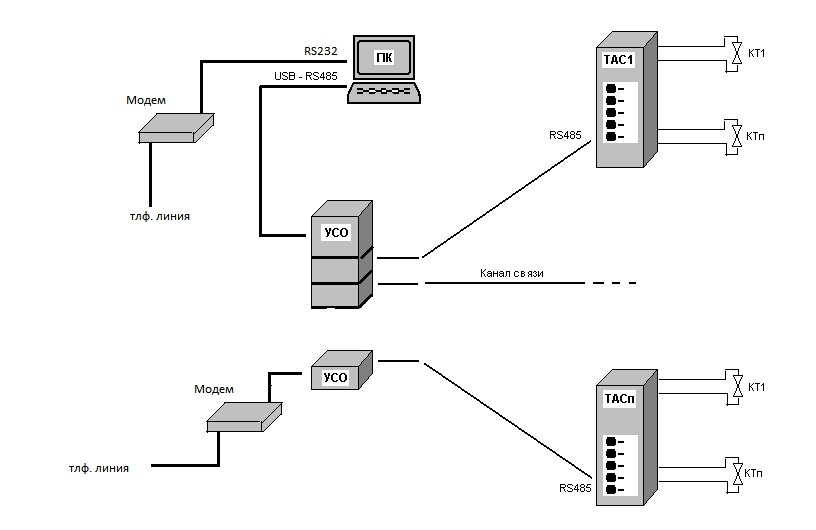 RS232
ПК
USB - RS485
Модем
тлф. линия
ТАС1
КТ1
КТп
RS485
УСО
Канал связи
УСО
Модем
тлф. линия
ТАСп
КТ1
КТп
RS485